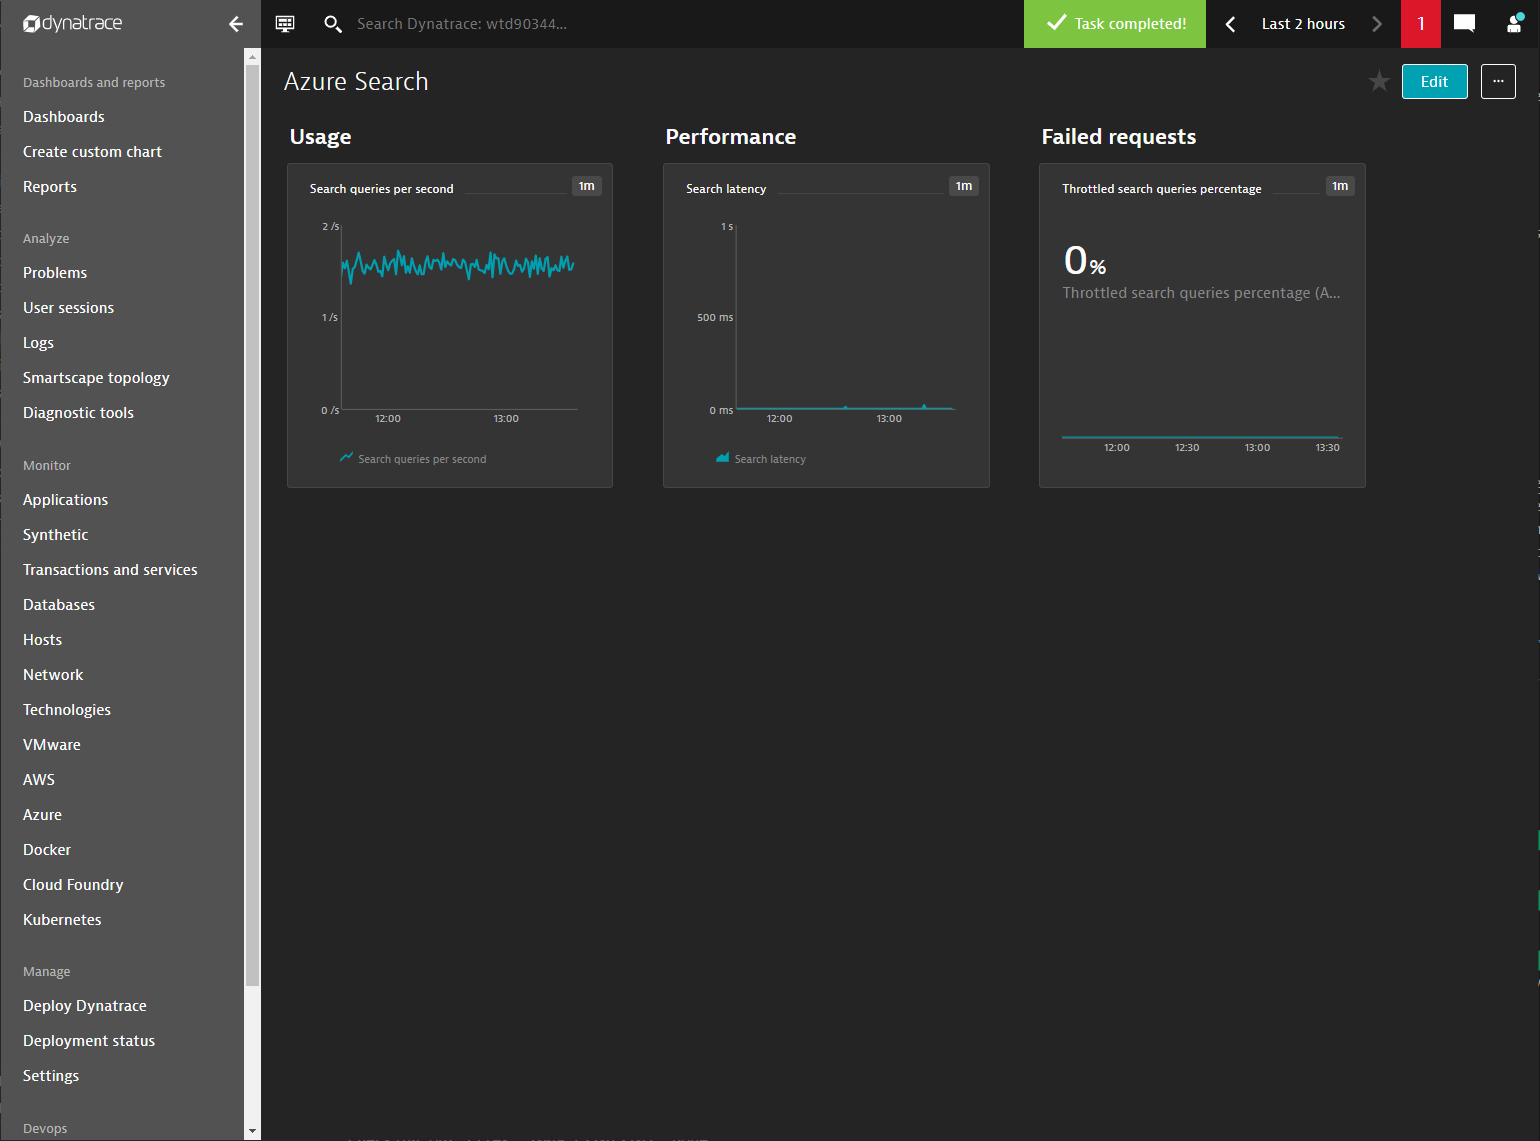 dynatrace
Search Dynatrace: wtd90344...
Task completed!
Last 2 hours
1
Dashboards and reports
Dashboards
Create custom chart
Reports
Analyze
Problems
User sessions
Logs
Smartscape topology
Diagnostic tools
Monitor
Applications
Synthetic
Transactions and services
Databases
Hosts
Network
Technologies
VMware
AWS
Azure
Docker
Cloud Foundry
Kubernetes
Manage
Deploy Dynatrace
Deployment status
Settings
Devops
Azure Search
Edit
...
Usage
Search queries per second
1m
2 /s
1 /s
0 /s
12:00 13:00
Search queries per second
Performance
Search latency
1m
1 s
500 ms
0 ms
12:00 13:00
Search latency
Failed requests
Throttled search queries percentage
1m
0%
Throttled search queries percentage (A...
12:00 12:30 13:00 13:30